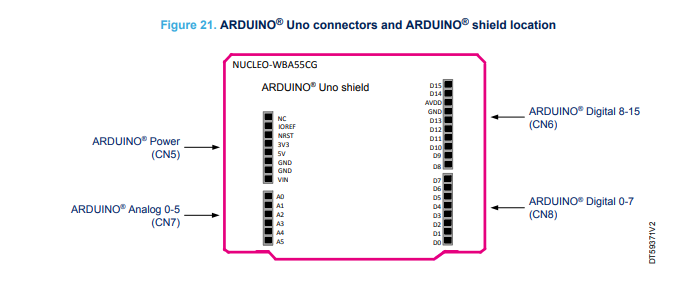 Figure 21. ARDUINO® Uno connectors and ARDUINO® shield location
NUCLEO-WBA55CG
ARDUINO® Uno shield
ARDUINO® Power
(CN5)
NC
IOREF
NRST
3V3
5V
GND
GND
VIN
ARDUINO® Analog 0-5
(CN7)
A0
A1
A2
A3
A4
A5
D15
D14
AVDD
GND
D13
D12
D11
D10
D9
D8
ARDUINO® Digital 8-15
(CN6)
D7
D6
D5
D4
D3
D2
D1
D0
ARDUINO® Digital 0-7
(CN8)
DT59371V2